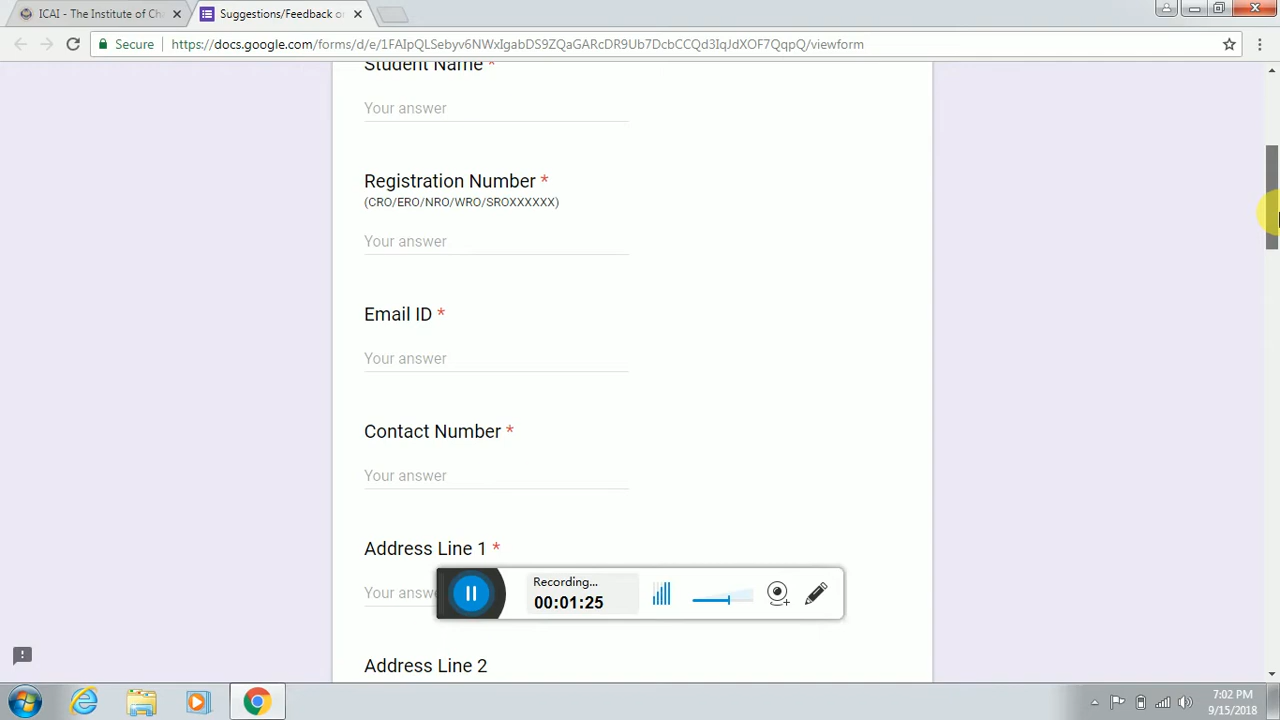 ICAI - The Institute of Ch
Suggestions/Feedback o
Secure
https://docs.google.com/forms/d/e/1FAIpQLSebyv6NWxIgabDS9ZQaGARcDR9Ub7DcbCCQd3IqJdXOF7QqpQ/viewform
Student Name *
Your answer
Registration Number *
(CRO/ERO/NRO/WRO/SROXXXXXX)
Your answer
Email ID *
Your answer
Contact Number *
Your answer
Address Line 1 *
Your answ
Recording...
00:01:25
Address Line 2
7:02 PM
9/15/2018